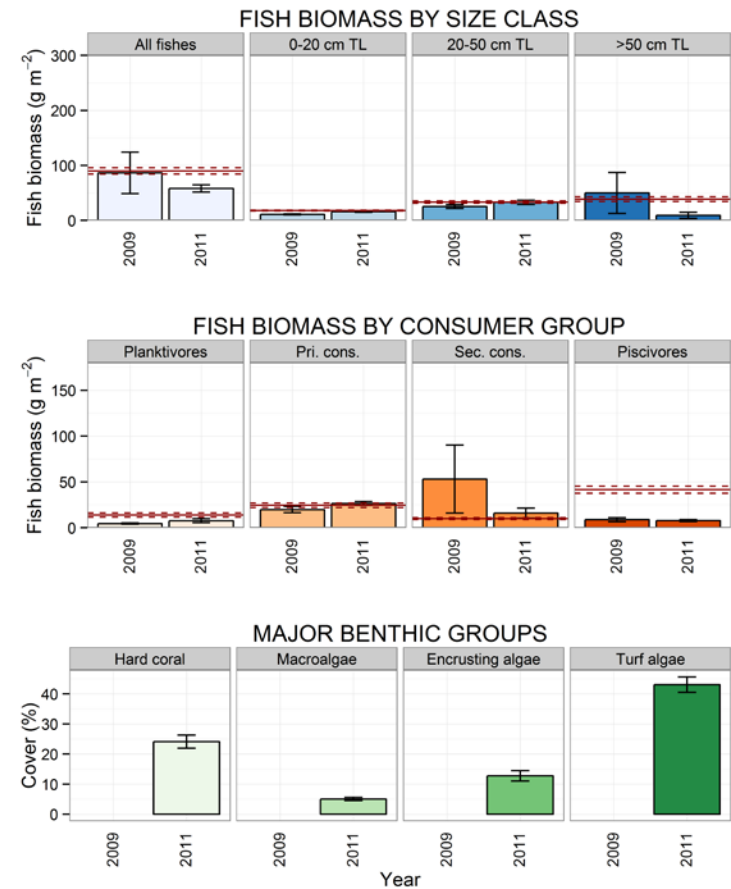 FISH BIOMASS BY SIZE CLASS
All fishes 0-20 cm TL 20-50 cm TL >50 cm TL
Fish biomass (g m⁻²)
300
200
100
0
2009 2011 2009 2011 2009 2011 2009 2011
FISH BIOMASS BY CONSUMER GROUP
Planktivores Pri. cons. Sec. cons. Piscivores
Fish biomass (g m⁻²)
150
100
50
0
2009 2011 2009 2011 2009 2011 2009 2011
MAJOR BENTHIC GROUPS
Hard coral Macroalgae Encrusting algae Turf algae
Cover (%)
40
30
20
10
0
2009 2011 2009 2011 2009 2011 2009 2011
Year